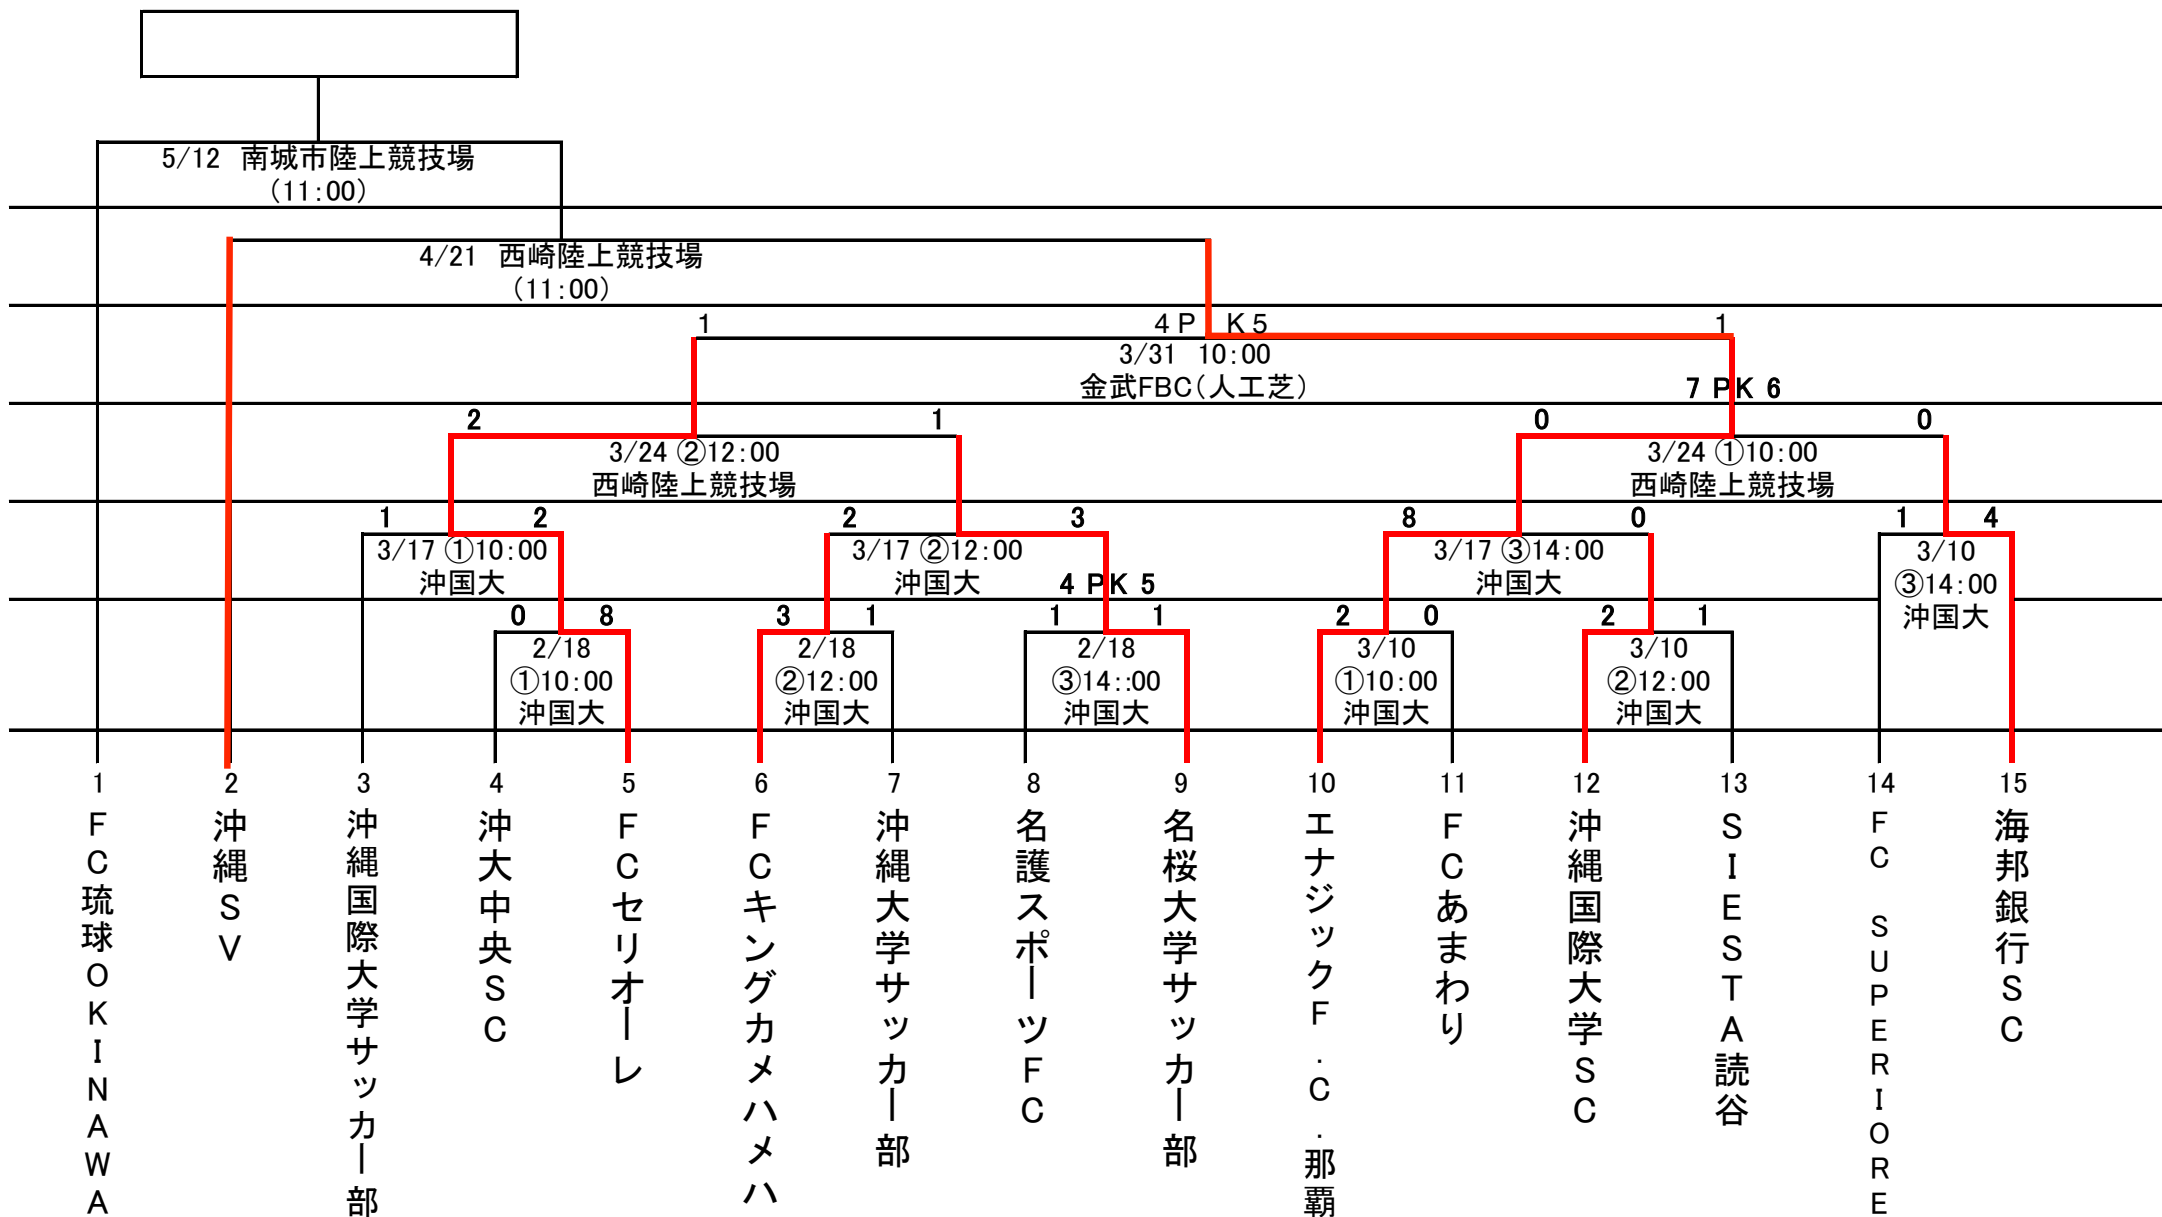 5/12 南城市陸上競技場
(11:00)
4/21 西崎陸上競技場
(11:00)
1 4 P K 5 1
3/31 10:00
金武FBC(人工芝)
7 PK 6
2 1 0 0
3/24 ②12:00 3/24 ①10:00
西崎陸上競技場 西崎陸上競技場
1 2 2 3 8 0 1 4
3/17 ①10:00 3/17 ②12:00 3/17 ③14:00 3/10
沖国大 沖国大 沖国大 ③14:00
4 PK 5 沖国大
0 8 3 1 1 1 2 0 2 1
2/18 2/18 2/18 3/10 3/10
①10:00 ②12:00 ③14::00 ①10:00 ②12:00
沖国大 沖国大 沖国大 沖国大 沖国大
1 2 3 4 5 6 7 8 9 10 11 12 13 14 15
FC琉球OKINAWA
沖縄SV
沖縄国際大学サッカー部
沖大中央SC
FCセリオーレ
FCキングカメハメハ
沖縄大学サッカー部
名護スポーツFC
名桜大学サッカー部
エナジックF.C.那覇
FCあまわり
沖縄国際大学SC
SIESTA読谷
FC SUPERIORE
海邦銀行SC